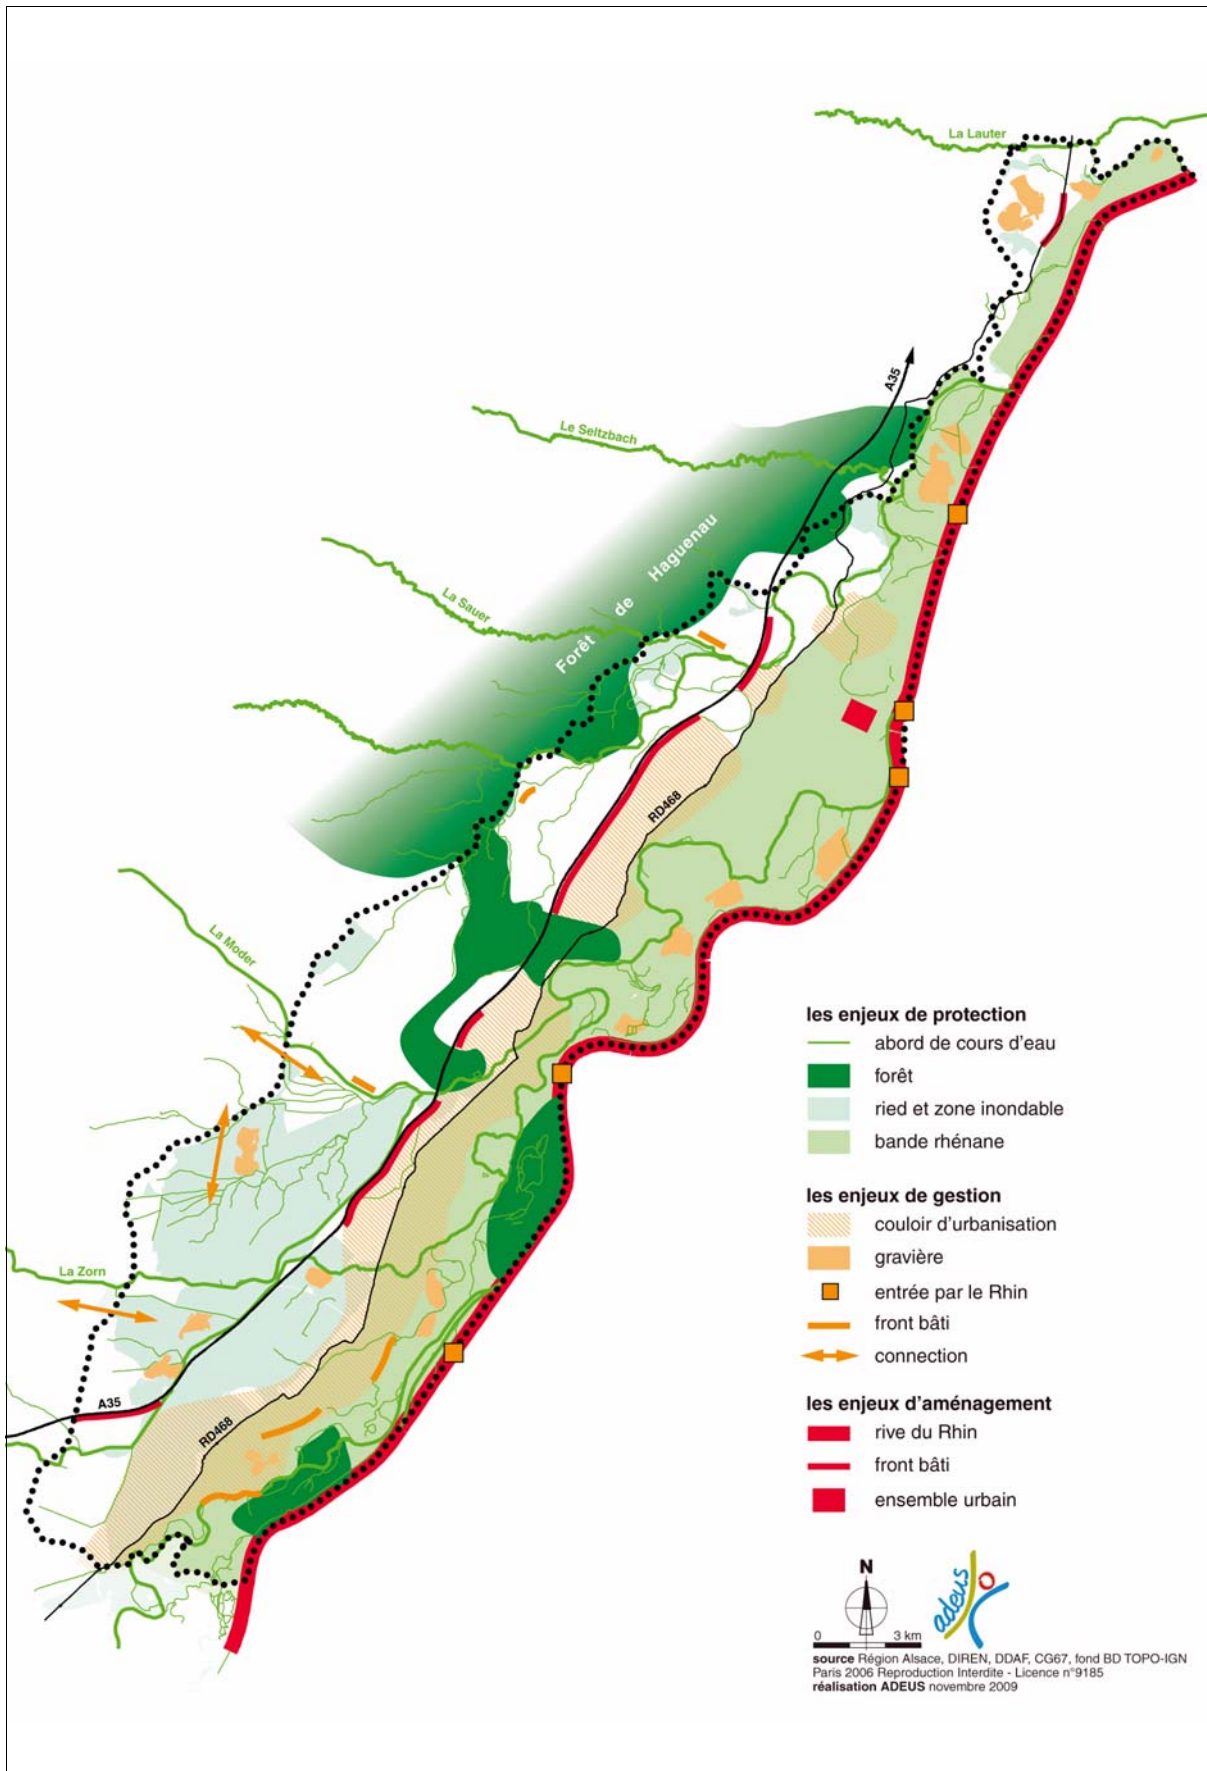 La Lauter
A35
Le Seltzbach
Forêt de Haguenau
La Sauer
RD468
La Moder
La Zorn
A35
RD468
les enjeux de protection
abord de cours d'eau
forêt
ried et zone inondable
bande rhénane
les enjeux de gestion
couloir d'urbanisation
gravière
entrée par le Rhin
front bâti
connection
les enjeux d'aménagement
rive du Rhin
front bâti
ensemble urbain
N
adeus
0 3 km
source Région Alsace, DIREN, DDAF, CG67, fond BD TOPO-IGN
Paris 2006 Reproduction Interdite - Licence n°9185
réalisation ADEUS novembre 2009